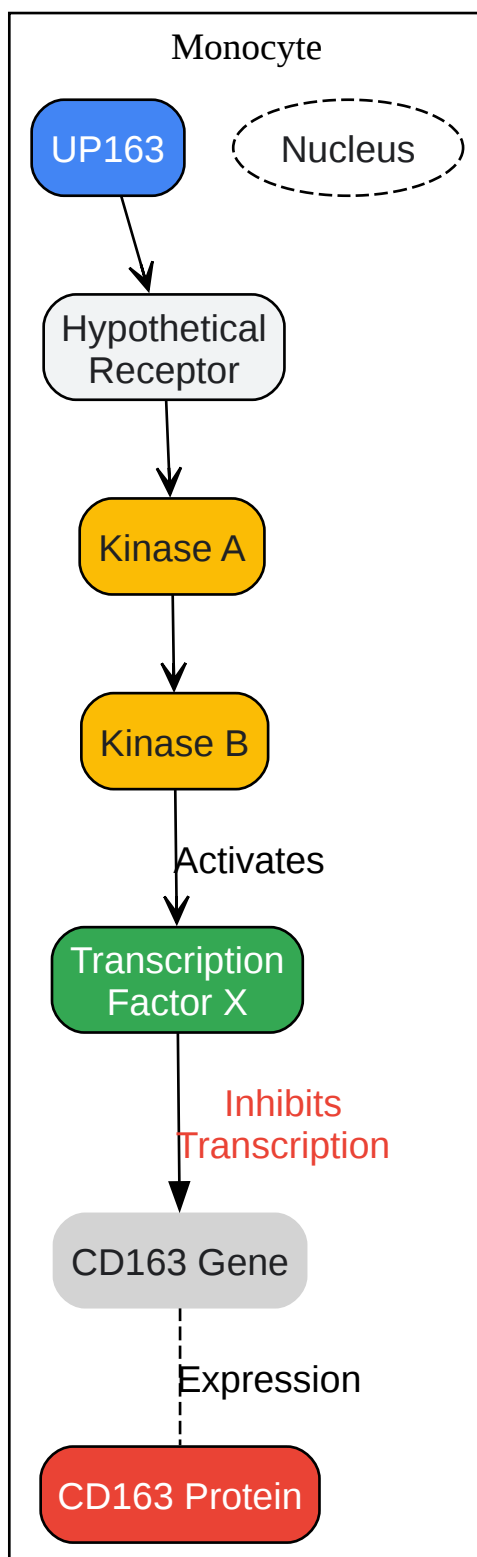 Monocyte
UP163
Nucleus
Hypothetical
Receptor
Kinase A
Kinase B
Activates
Transcription
Factor X
Inhibits
Transcription
CD163 Gene
Expression
CD163 Protein